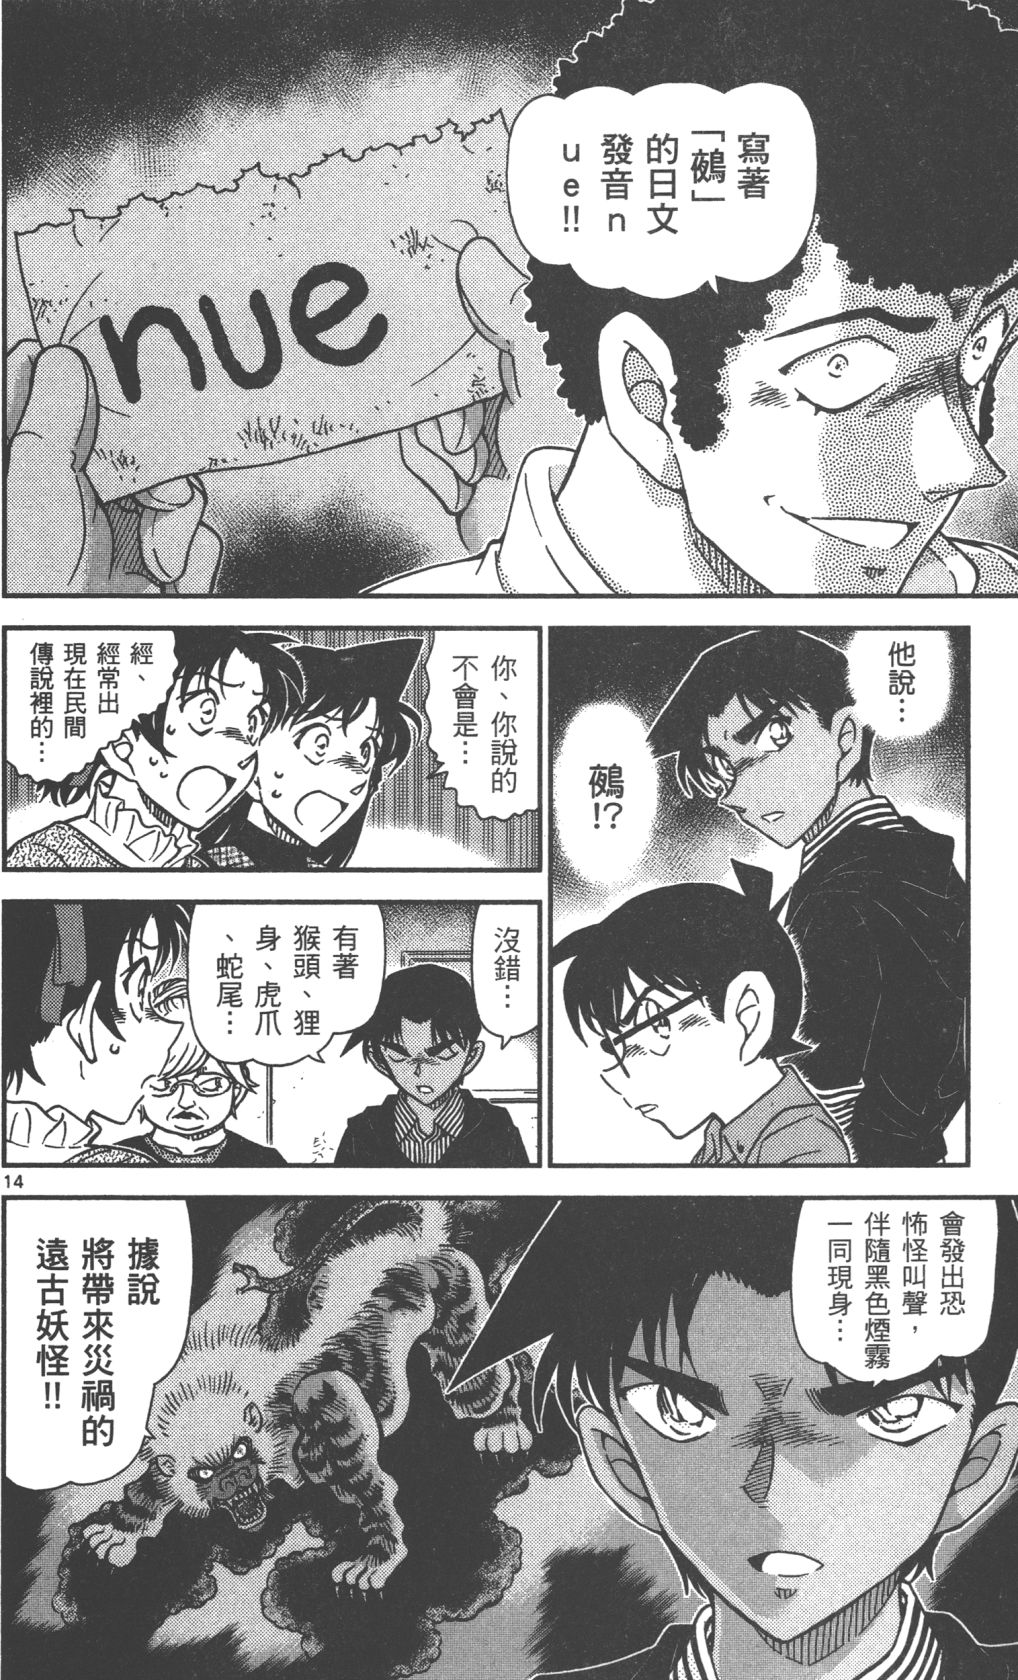 寫著
「鵺」
的日文
發音n
ue!!
nue
他說…
鵺!?
你、你說的
不會是…
經、
經常出
現在民間
傳說裡的…
沒錯…
有著
猴頭、狸
身、虎爪
、蛇尾…
14
會發出恐
怖怪叫聲，
伴隨黑色煙霧
一同現身…
據說
將帶來災禍的
遠古妖怪!!